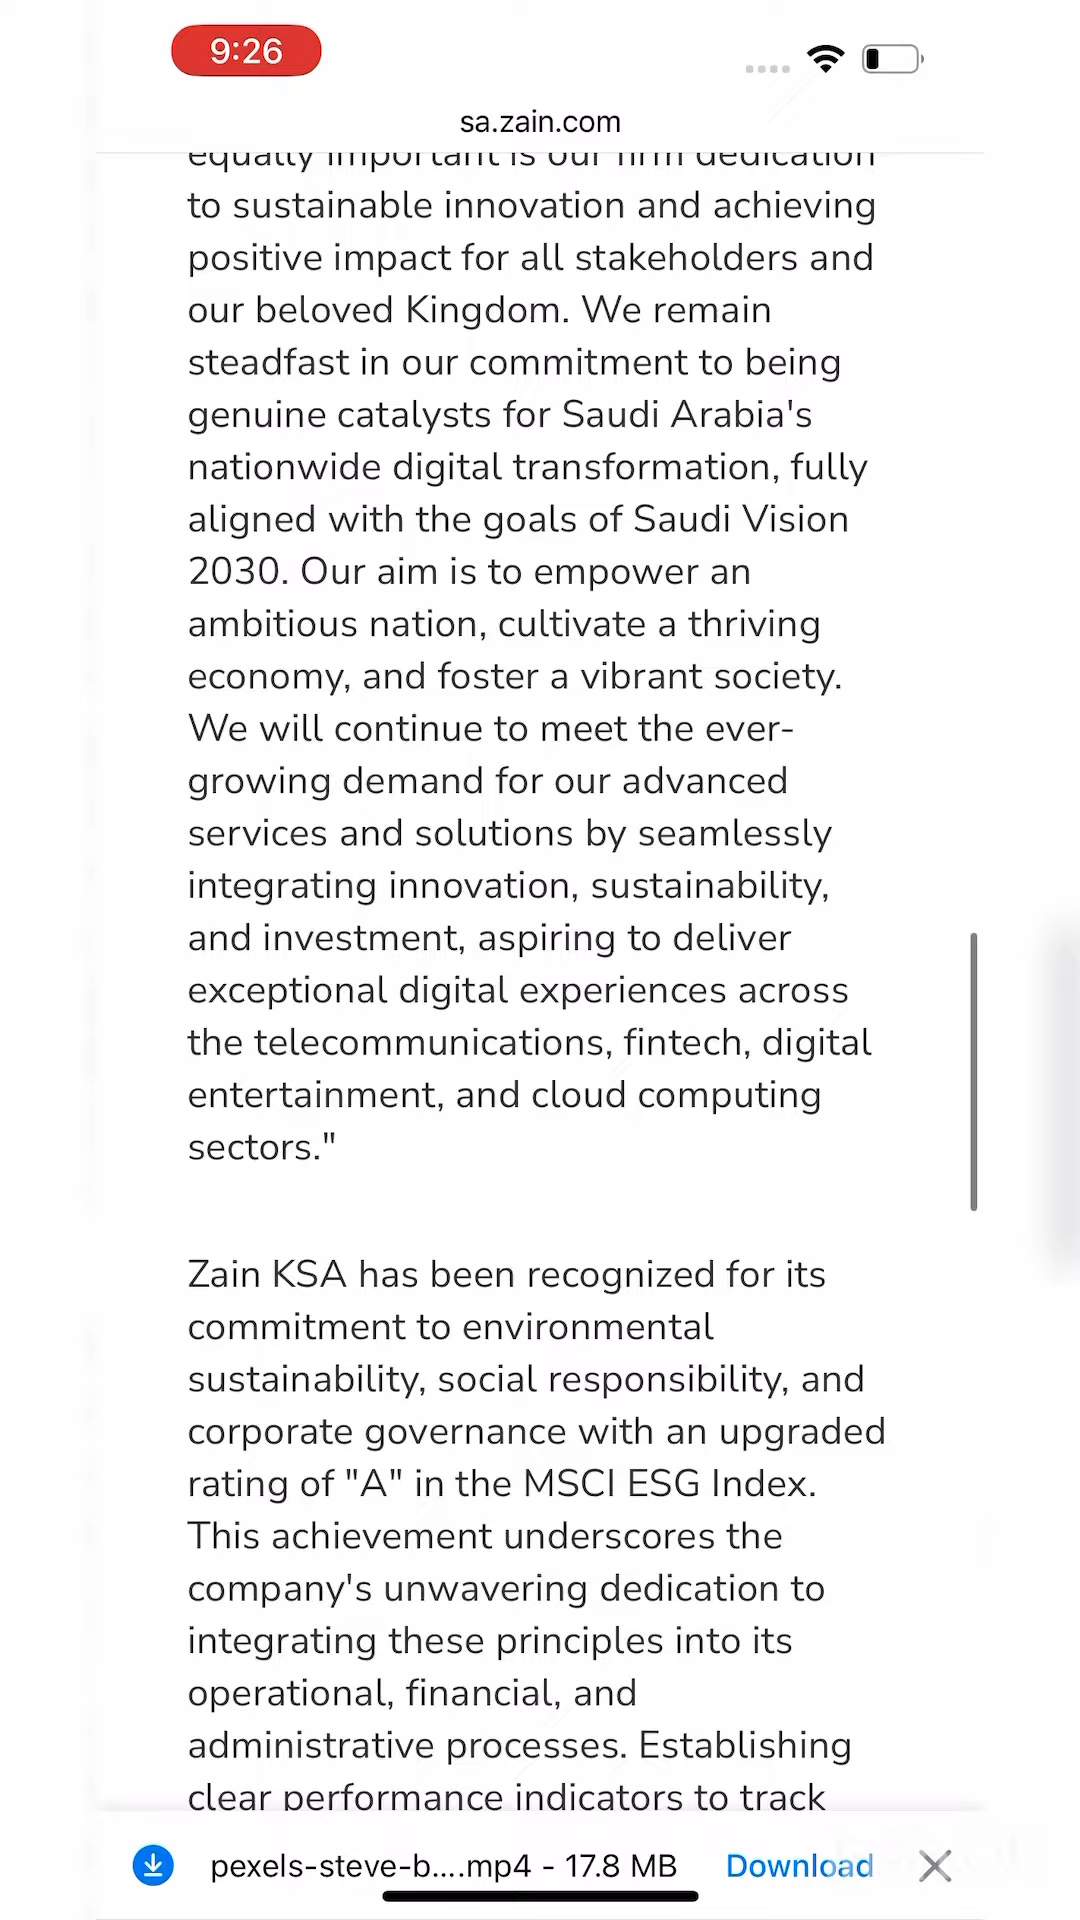 9:26
sa.zain.com
equally important is our firm dedication
to sustainable innovation and achieving
positive impact for all stakeholders and
our beloved Kingdom. We remain
steadfast in our commitment to being
genuine catalysts for Saudi Arabia's
nationwide digital transformation, fully
aligned with the goals of Saudi Vision
2030. Our aim is to empower an
ambitious nation, cultivate a thriving
economy, and foster a vibrant society.
We will continue to meet the ever-
growing demand for our advanced
services and solutions by seamlessly
integrating innovation, sustainability,
and investment, aspiring to deliver
exceptional digital experiences across
the telecommunications, fintech, digital
entertainment, and cloud computing
sectors."
Zain KSA has been recognized for its
commitment to environmental
sustainability, social responsibility, and
corporate governance with an upgraded
rating of "A" in the MSCI ESG Index.
This achievement underscores the
company's unwavering dedication to
integrating these principles into its
operational, financial, and
administrative processes. Establishing
clear performance indicators to track
pexels-steve-b....mp4 - 17.8 MB Download